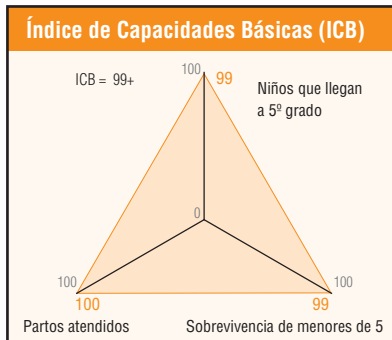 Índice de Capacidades Básicas (ICB)
ICB = 99+
100
99
Niños que llegan
a 5º grado
0
100
100
100
99
Partos atendidos
Sobrevivencia de menores de 5